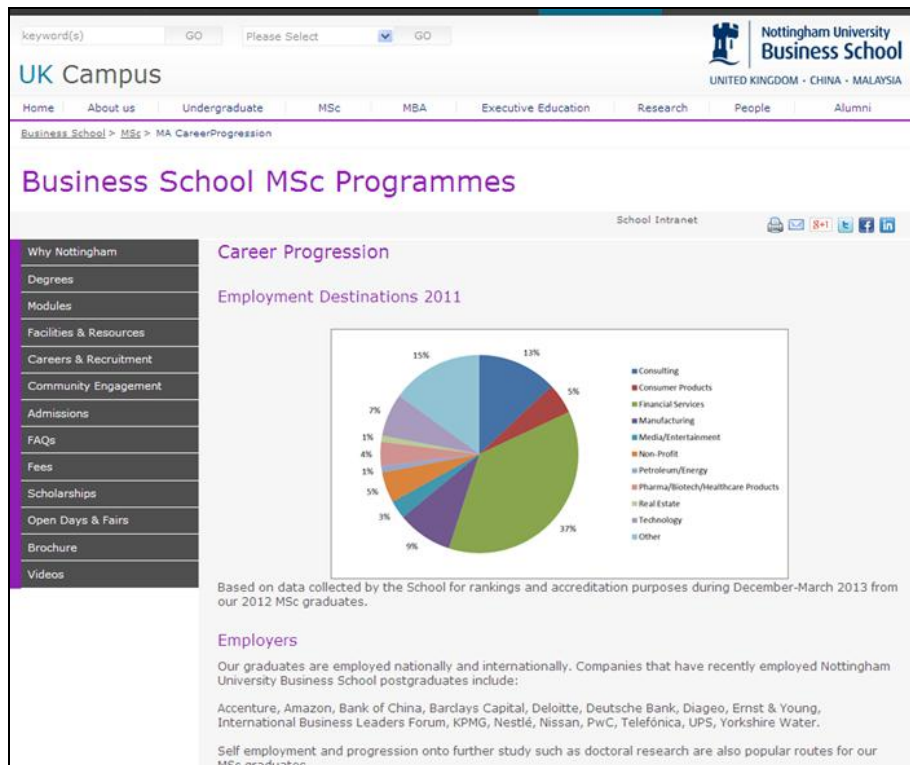 keyword(s) GO Please Select GO
Nottingham University
Business School
UK Campus
UNITED KINGDOM · CHINA · MALAYSIA
Home About us Undergraduate MSc MBA Executive Education Research People Alumni
Business School > MSc > MA CareerProgression
Business School MSc Programmes
School Intranet
Why Nottingham
Degrees
Modules
Facilities & Resources
Careers & Recruitment
Community Engagement
Admissions
FAQs
Fees
Scholarships
Open Days & Fairs
Brochure
Videos
Career Progression
Employment Destinations 2011
13%
5%
37%
9%
3%
5%
1%
4%
1%
7%
15%
Consulting
Consumer Products
Financial Services
Manufacturing
Media/Entertainment
Non-Profit
Petroleum/Energy
Pharma/Biotech/Healthcare Products
Real Estate
Technology
Other
Based on data collected by the School for rankings and accreditation purposes during December-March 2013 from
our 2012 MSc graduates.
Employers
Our graduates are employed nationally and internationally. Companies that have recently employed Nottingham
University Business School postgraduates include:
Accenture, Amazon, Bank of China, Barclays Capital, Deloitte, Deutsche Bank, Diageo, Ernst & Young,
International Business Leaders Forum, KPMG, Nestlé, Nissan, PwC, Telefónica, UPS, Yorkshire Water.
Self employment and progression onto further study such as doctoral research are also popular routes for our
MSc graduates